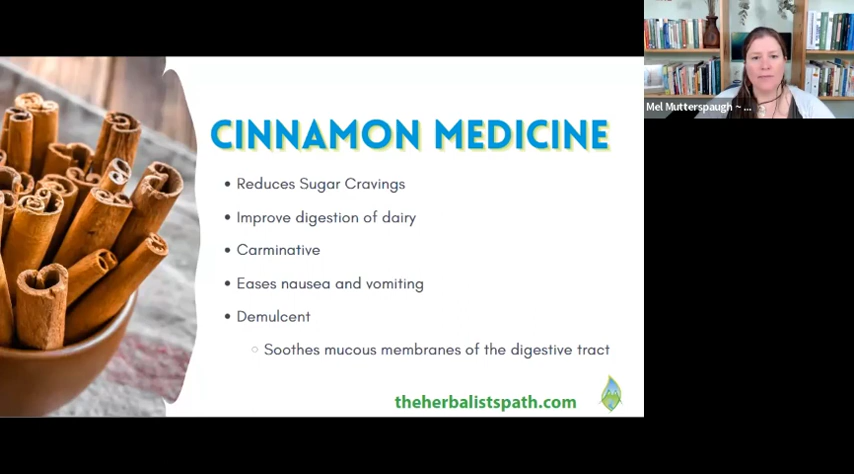 CINNAMON MEDICINE
• Reduces Sugar Cravings
• Improve digestion of dairy
• Carminative
• Eases nausea and vomiting
• Demulcent
○ Soothes mucous membranes of the digestive tract
theherbalistspath.com
Mel Mutterspaugh ~ ...